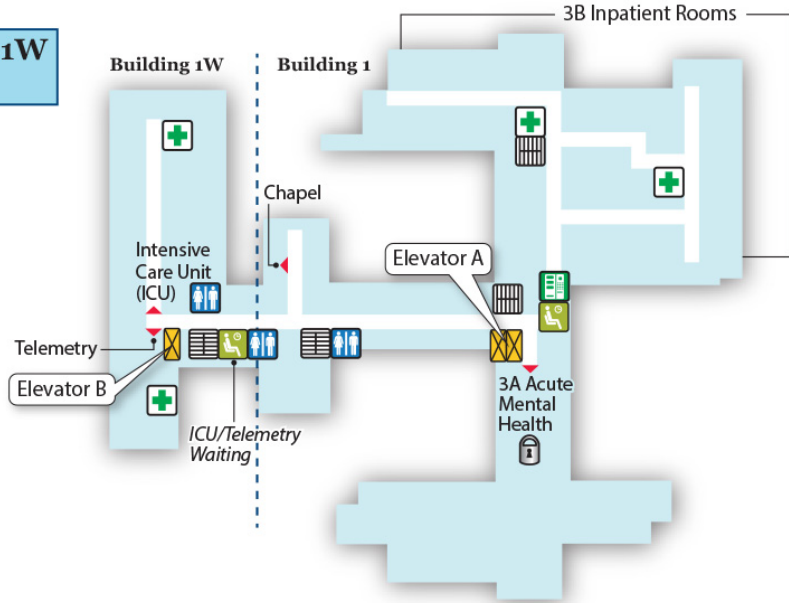 3B Inpatient Rooms
1W
Building 1W
Building 1
Chapel
Intensive
Care Unit
(ICU)
Elevator A
Telemetry
Elevator B
3A Acute
Mental
Health
ICU/Telemetry
Waiting